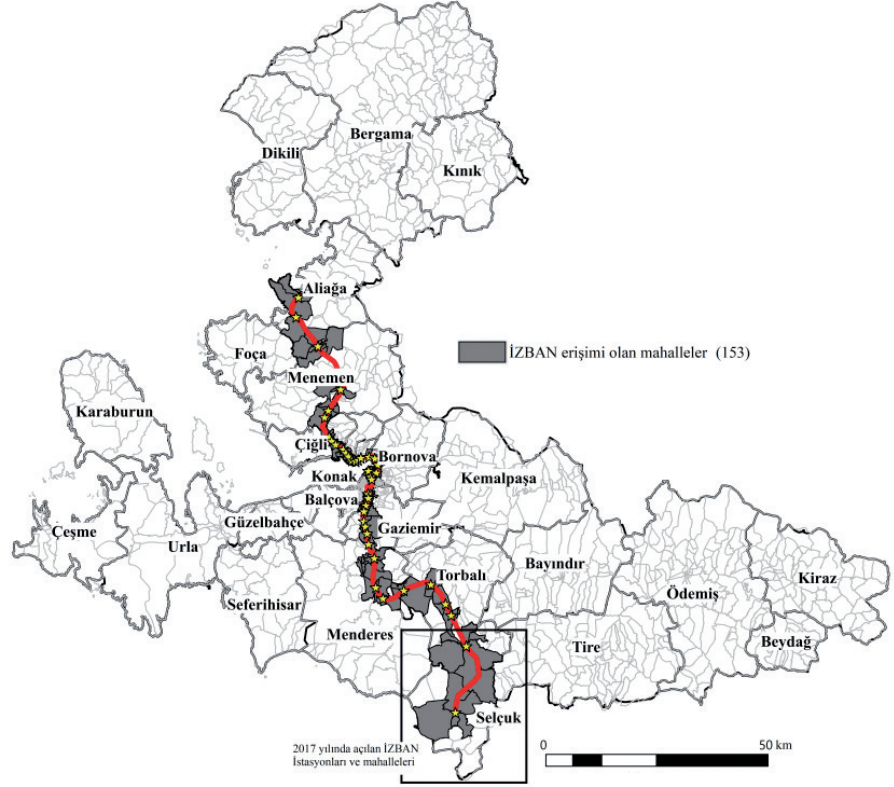 Bergama
Dikili
Kınık
Aliağa
Foça
İZBAN erişimi olan mahalleler (153)
Menemen
Karaburun
Çiğli
Bornova
Konak
Kemalpaşa
Balçova
Güzelbahçe
Çeşme
Gaziemir
Urla
Bayındır
Torbalı
Kiraz
Ödemiş
Seferihisar
Menderes
Beydağ
Tire
Selçuk
2017 yılında açılan İZBAN
İstasyonları ve mahalleleri
0 50 km